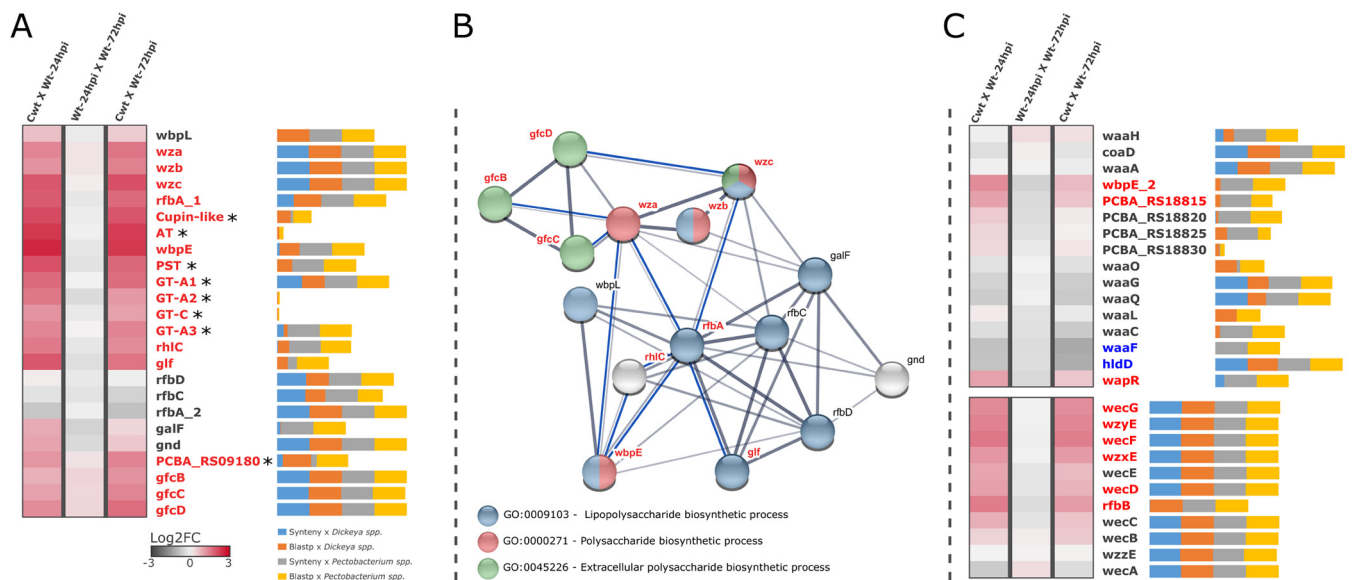 A
Cwt X Wt-24hpi
Wt-24hpi X Wt-72hpi
Cwt X Wt-72hpi
wbpL
wza
wzb
wzc
rfbA_1
Cupin-like *
AT *
wbpE
PST *
GT-A1 *
GT-A2 *
GT-C *
GT-A3 *
rhlC
glf
rfbD
rfbC
rfbA_2
galF
gnd
PCBA_RS09180 *
gfcB
gfcC
gfcD
Log2FC
-3 3
Synteny x Dickeya spp.
Blastp x Dickeya spp.
Synteny x Pectobacterium spp.
Blastp x Pectobacterium spp.
B
gfcD
wzc
gfcB
wza
wzb
gfcC
galF
wbpL
rfbC
rfbA
rhlC
gnd
rfbD
wbpE
glf
GO:0009103 - Lipopolysaccharide biosynthetic process
GO:0000271 - Polysaccharide biosynthetic process
GO:0045226 - Extracellular polysaccharide biosynthetic process
C
Cwt X Wt-24hpi
Wt-24hpi X Wt-72hpi
Cwt X Wt-72hpi
waaH
coaD
waaA
wbpE_2
PCBA_RS18815
PCBA_RS18820
PCBA_RS18825
PCBA_RS18830
waaO
waaG
waaQ
waaL
waaC
waaF
hldD
wapR
wecG
wzyE
wecF
wzxE
wecE
wecD
rfbB
wecC
wecB
wzzE
wecA